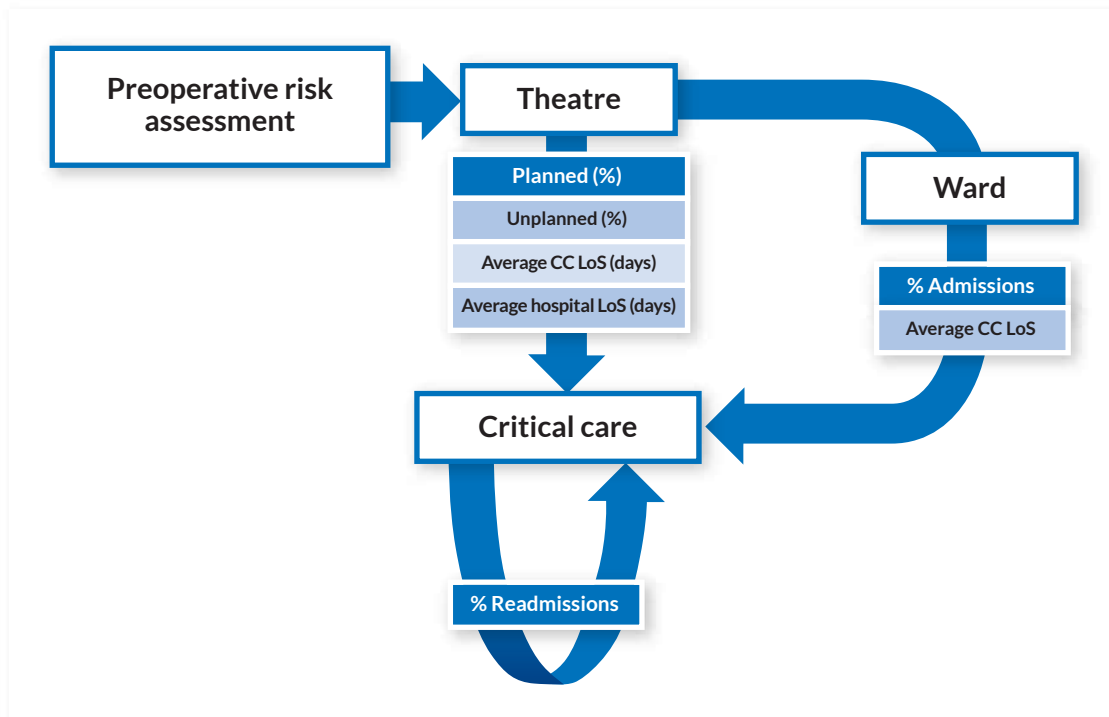 Preoperative risk
assessment
Theatre
Planned (%)
Unplanned (%)
Average CC LoS (days)
Average hospital LoS (days)
Ward
% Admissions
Average CC LoS
Critical care
% Readmissions